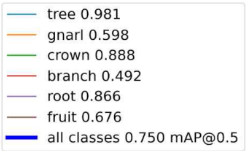 tree 0.981
gnarl 0.598
crown 0.888
branch 0.492
root 0.866
fruit 0.676
all classes 0.750 mAP@0.5